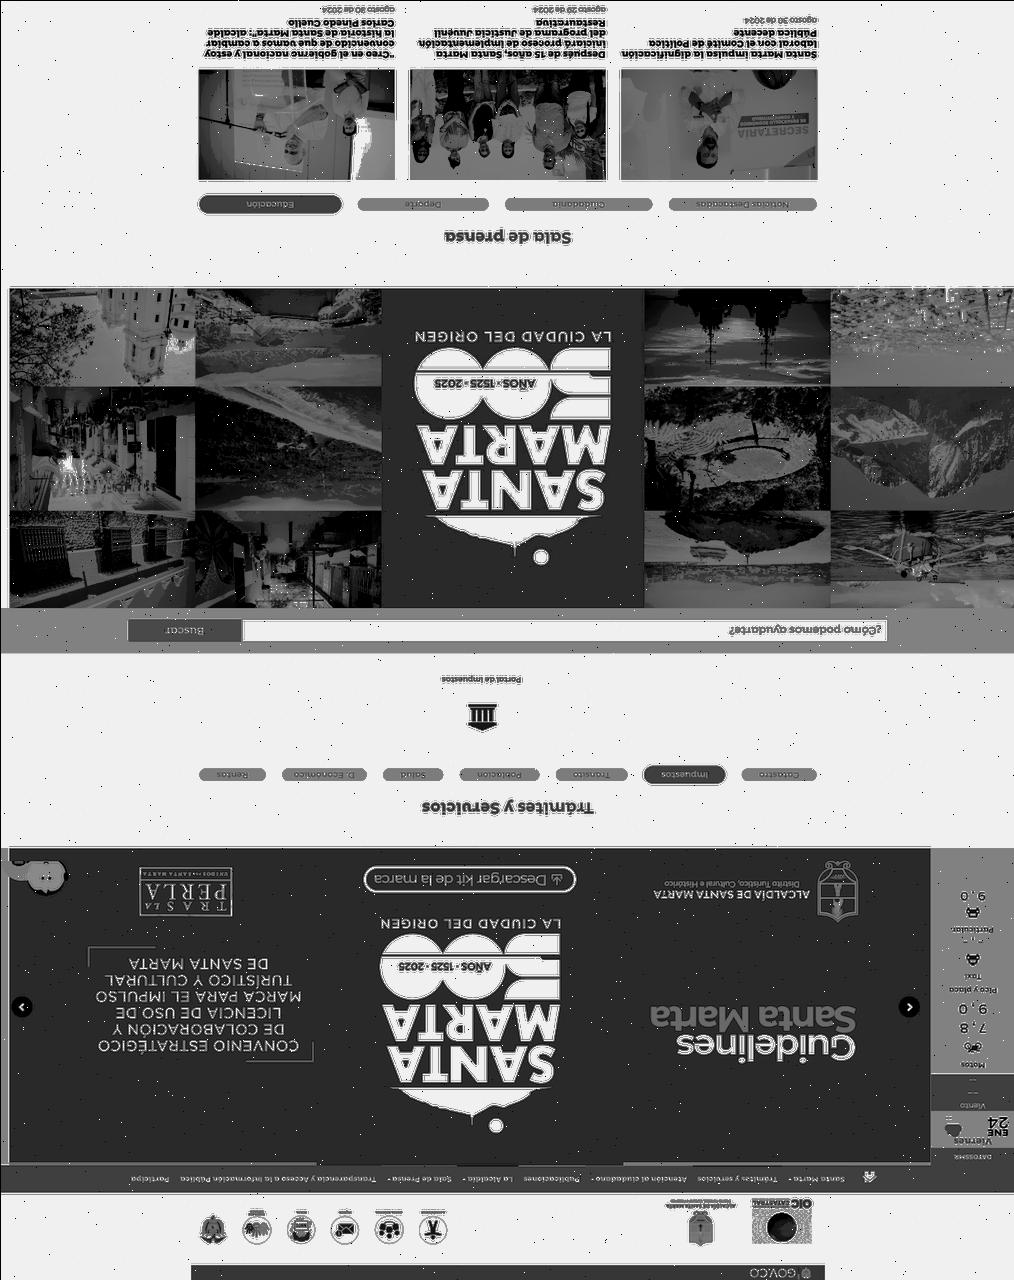 GOV.CO
OIC
CATASTRAL
Santa Marta
Trámites y servicios
Atención al ciudadano
Publicaciones
La Alcaldía
Sala de Prensa
Transparencia y Acceso a la Información Pública
Participa
DATOSSMR
Viernes
ENE
24
Viento
Motos
7, 8
9, 0
Pico y placa
Taxi
Particular
9, 0
Guidelines
Santa Marta
ALCALDÍA DE SANTA MARTA
Distrito Turístico, Cultural e Histórico
SANTA
MARTA
500
AÑOS · 1525 · 2025
LA CIUDAD DEL ORIGEN
Descargar kit de la marca
CONVENIO ESTRATÉGICO
DE COLABORACIÓN Y
LICENCIA DE USO DE
MARCA PARA EL IMPULSO
TURÍSTICO Y CULTURAL
DE SANTA MARTA
TRAS LA
PERLA
UNIDOS POR SANTA MARTA
Trámites y Servicios
Catastro
Impuestos
Tránsito
Población
Salud
D. Económico
Rentas
Portal de Impuestos
¿Cómo podemos ayudarte?
Buscar
SANTA
MARTA
500
AÑOS · 1525 · 2025
LA CIUDAD DEL ORIGEN
Sala de prensa
Noticias Destacadas
Ciudadanía
Deporte
Educación
SECRETARÍA
DE DESARROLLO ECONÓMICO
Y COMPETITIVIDAD
Santa Marta impulsa la dignificación
laboral con el Comité de Política
Pública decente
agosto 30 de 2024
Después de 15 años, Santa Marta
iniciará proceso de implementación
del programa de Justicia Juvenil
Restaurativa
agosto 29 de 2024
"Creo en el gobierno nacional y estoy
convencido de que vamos a cambiar
la historia de Santa Marta": alcalde
Carlos Pinedo Cuello
agosto 30 de 2024